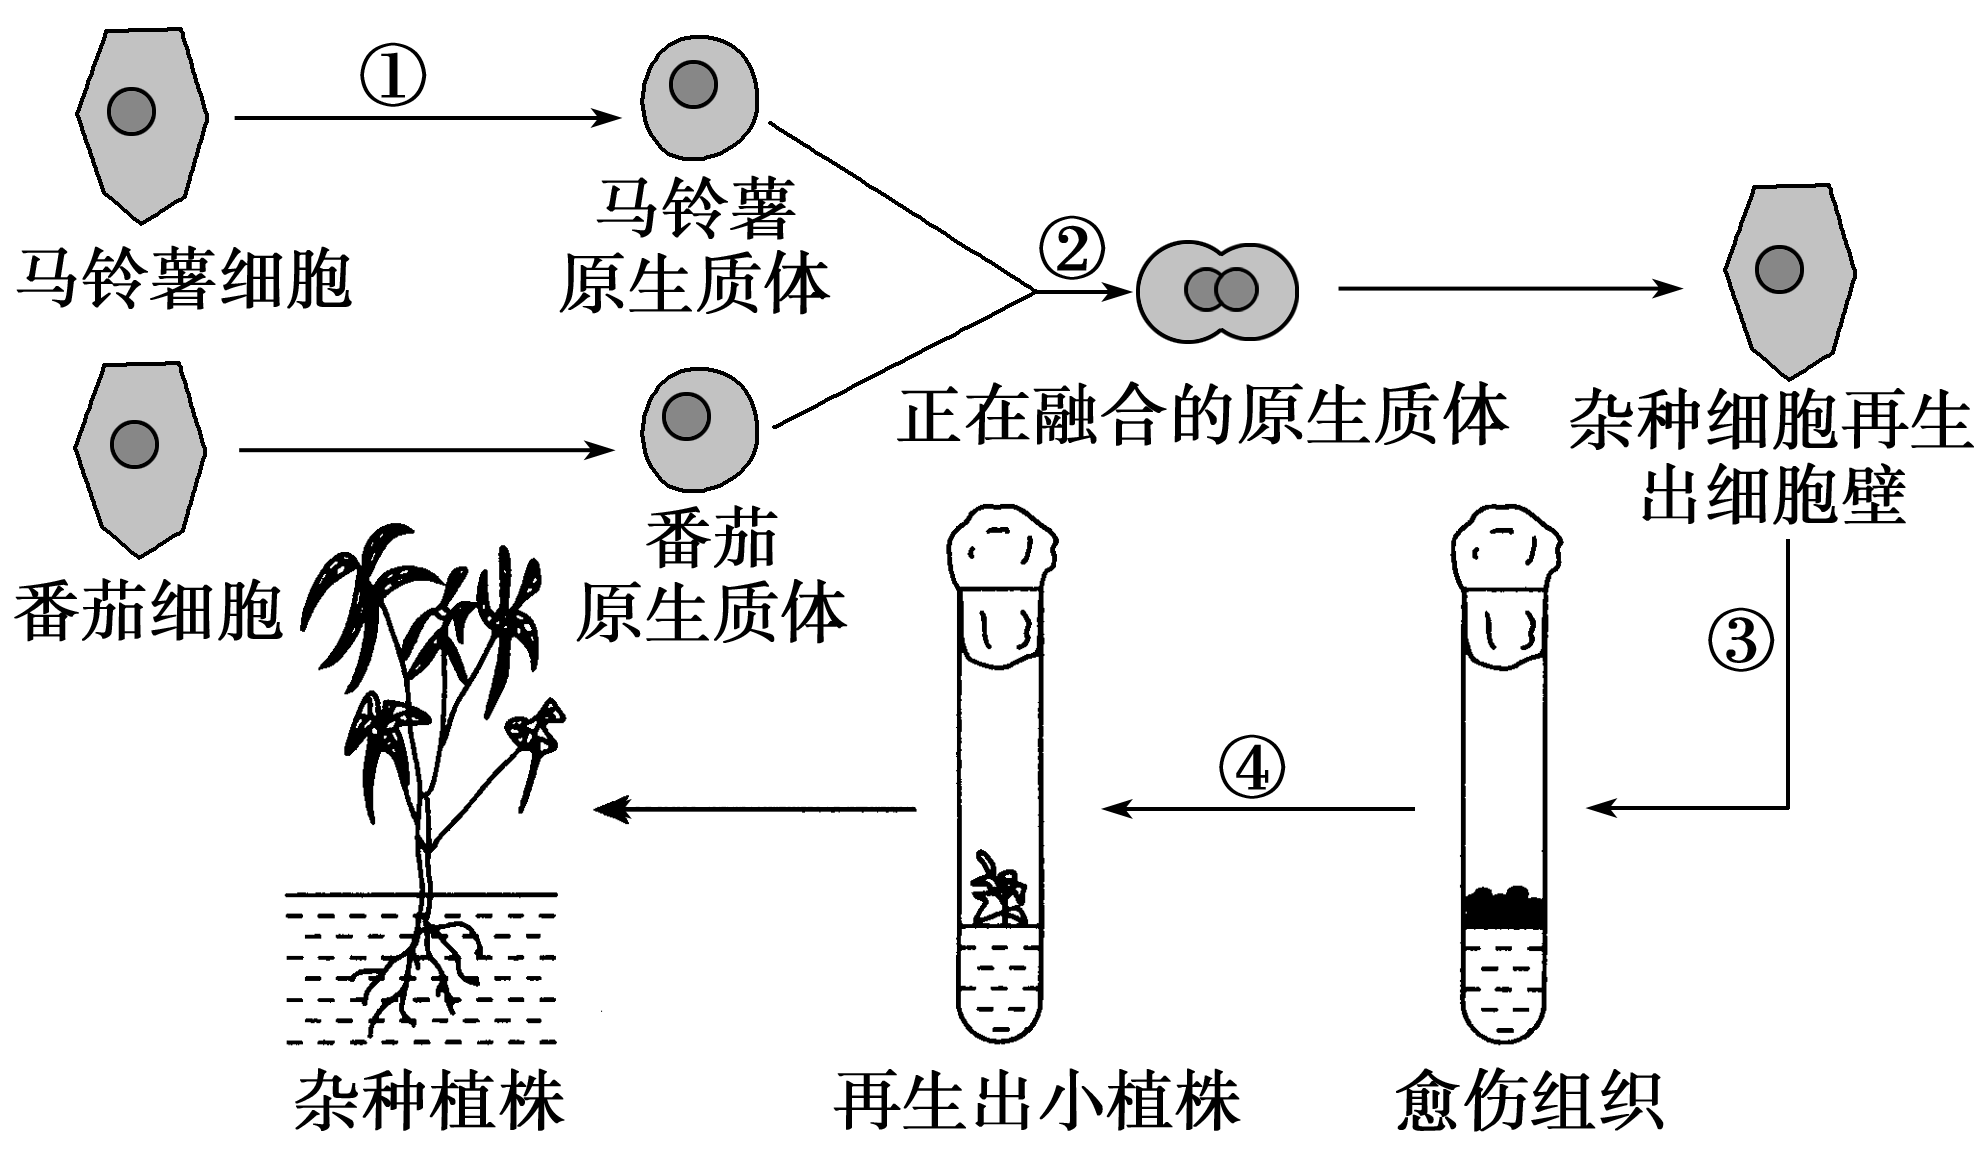 ①
马铃薯细胞
马铃薯
原生质体
②
正在融合的原生质体
杂种细胞再生
出细胞壁
番茄细胞
番茄
原生质体
③
④
杂种植株
再生出小植株
愈伤组织